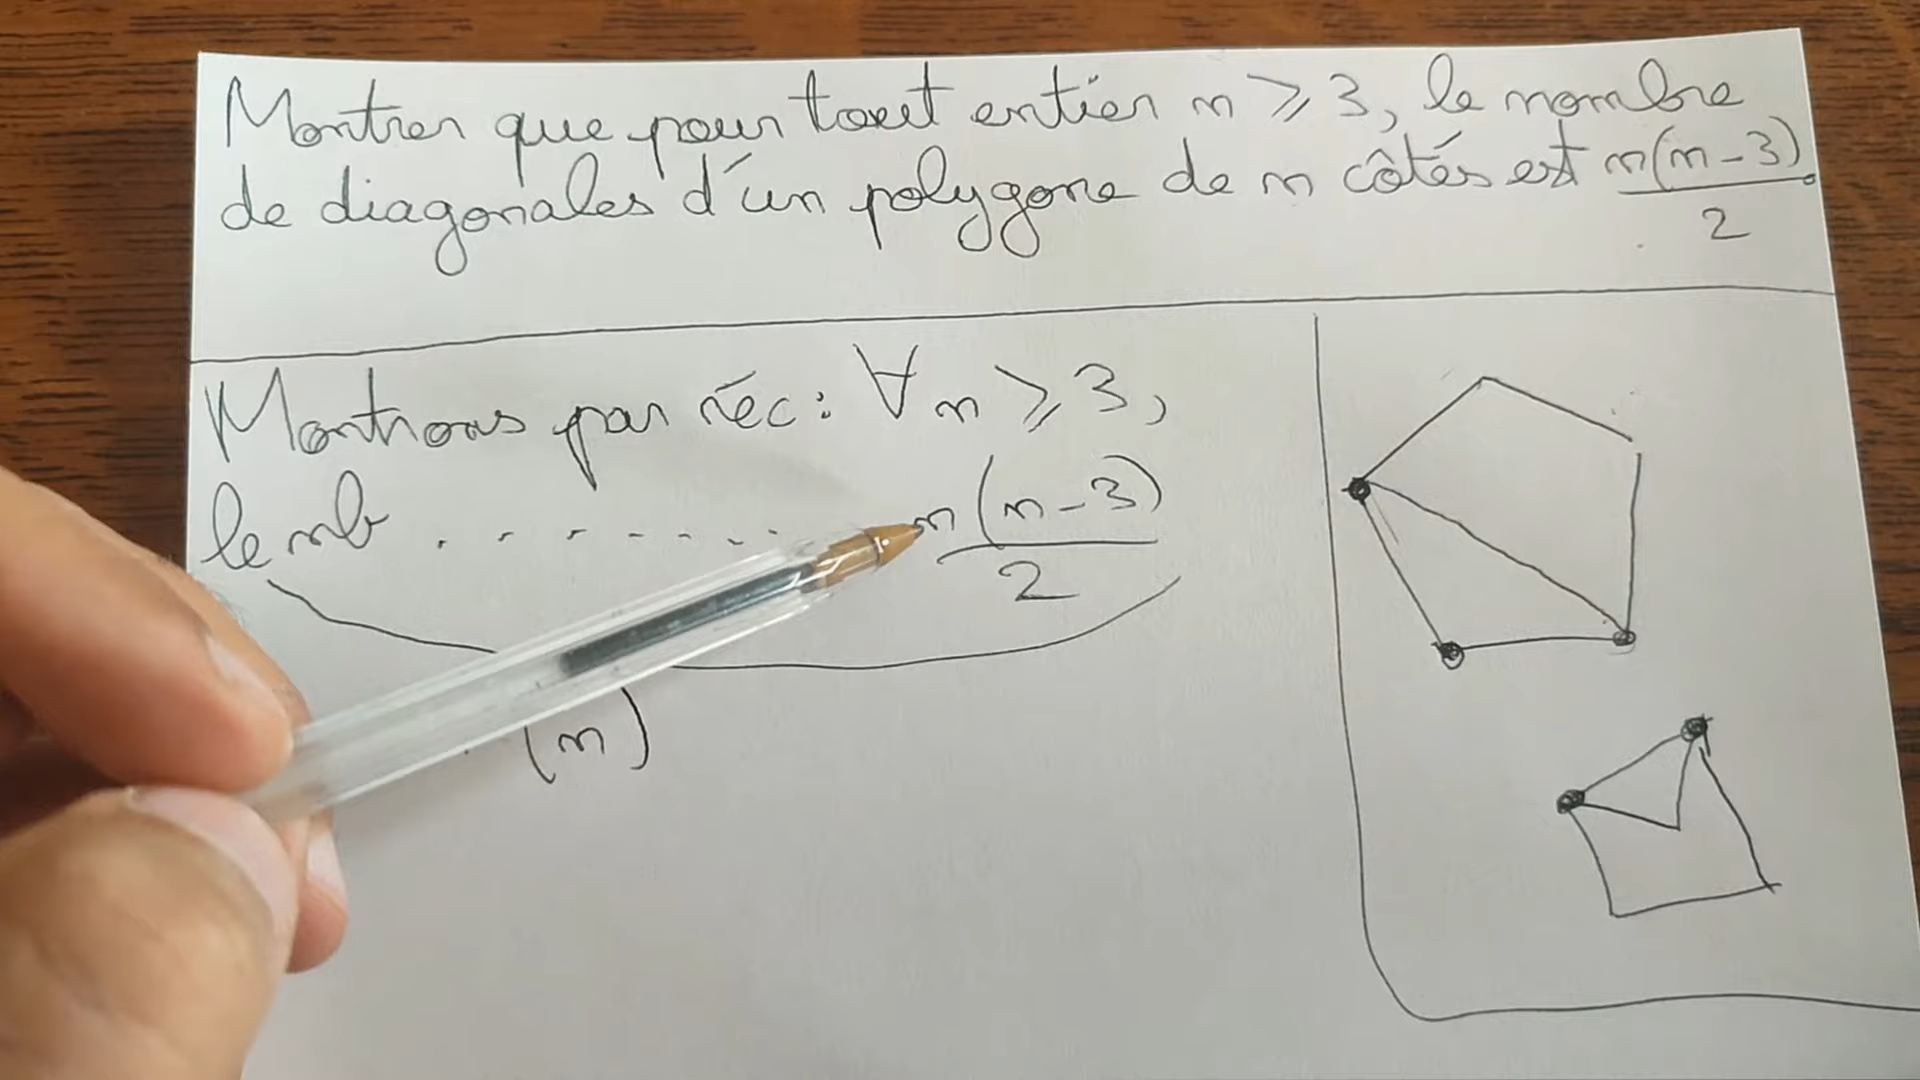 Montrer que pour tout entier n ⩾ 3, le nombre
de diagonales d'un polygone de n côtés est n(n-3)/2.
Montrons par réc: ∀n ⩾ 3,
le nb ........ n(n-3)/2
(n)